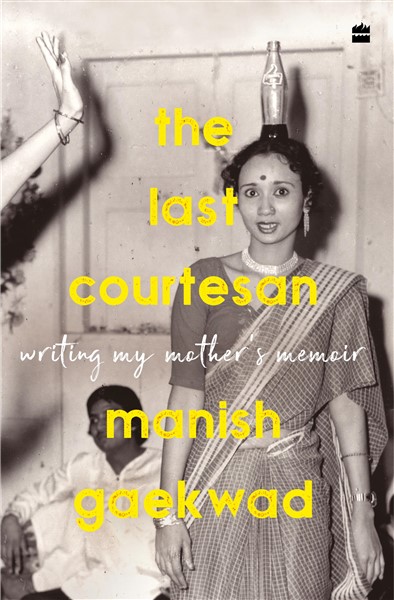 the
last
courtesan
writing my mother's memoir
manish
gaekwad